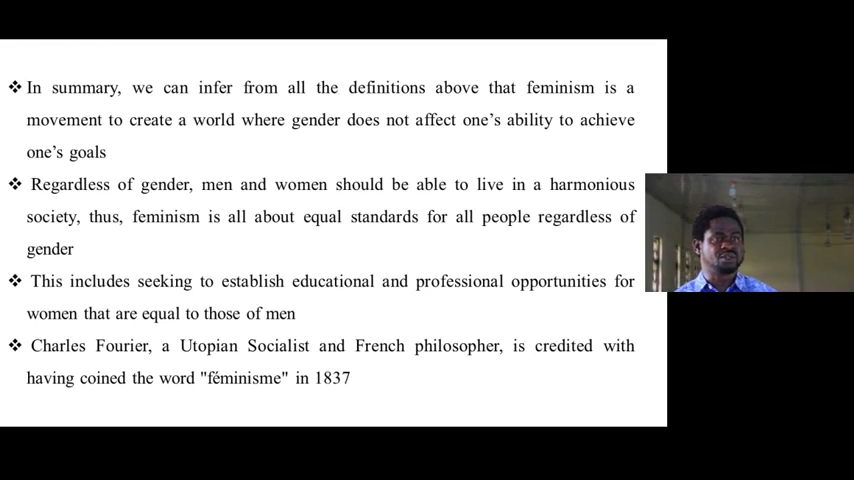 ❖ In summary, we can infer from all the definitions above that feminism is a
movement to create a world where gender does not affect one's ability to achieve
one's goals
❖ Regardless of gender, men and women should be able to live in a harmonious
society, thus, feminism is all about equal standards for all people regardless of
gender
❖ This includes seeking to establish educational and professional opportunities for
women that are equal to those of men
❖ Charles Fourier, a Utopian Socialist and French philosopher, is credited with
having coined the word "féminisme" in 1837